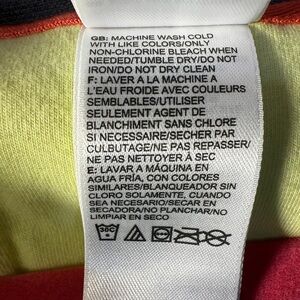 GB: MACHINE WASH COLD
WITH LIKE COLORS/ONLY
NON-CHLORINE BLEACH WHEN
NEEDED/TUMBLE DRY/DO NOT
IRON/DO NOT DRY CLEAN
F: LAVER A LA MACHINE A
L'EAU FROIDE AVEC COULEURS
SEMBLABLES/UTILISER
SEULEMENT AGENT DE
BLANCHIMENT SANS CHLORE
SI NECESSAIRE/SECHER PAR
CULBUTAGE/NE PAS REPASSER/
NE PAS NETTOYER À SEC
E: LAVAR A MÁQUINA EN
AGUA FRÍA, CON COLORES
SIMILARES/BLANQUEADOR SIN
CLORO SOLAMENTE, CUANDO
SEA NECESARIO/SECAR EN
SECADORA/NO PLANCHAR/NO
LIMPIAR EN SECO
30C